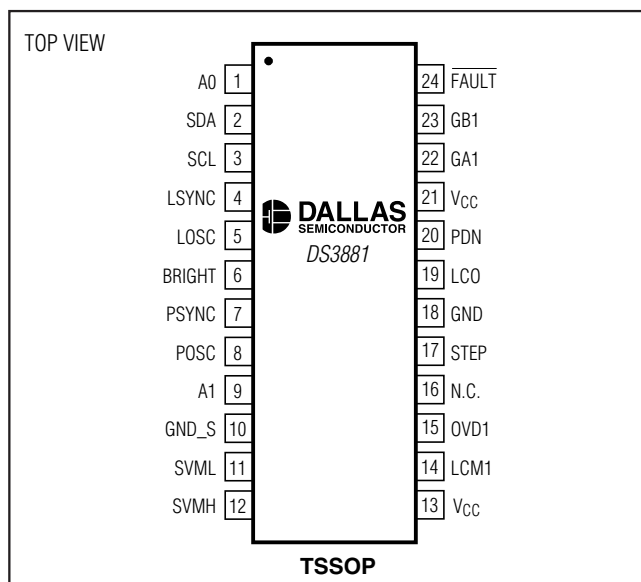 TOP VIEW
A0 1
SDA 2
SCL 3
LSYNC 4
LOSC 5
BRIGHT 6
PSYNC 7
POSC 8
A1 9
GND_S 10
SVML 11
SVMH 12
DALLAS
SEMICONDUCTOR
DS3881
24 FAULT
23 GB1
22 GA1
21 VCC
20 PDN
19 LCO
18 GND
17 STEP
16 N.C.
15 OVD1
14 LCM1
13 VCC
TSSOP